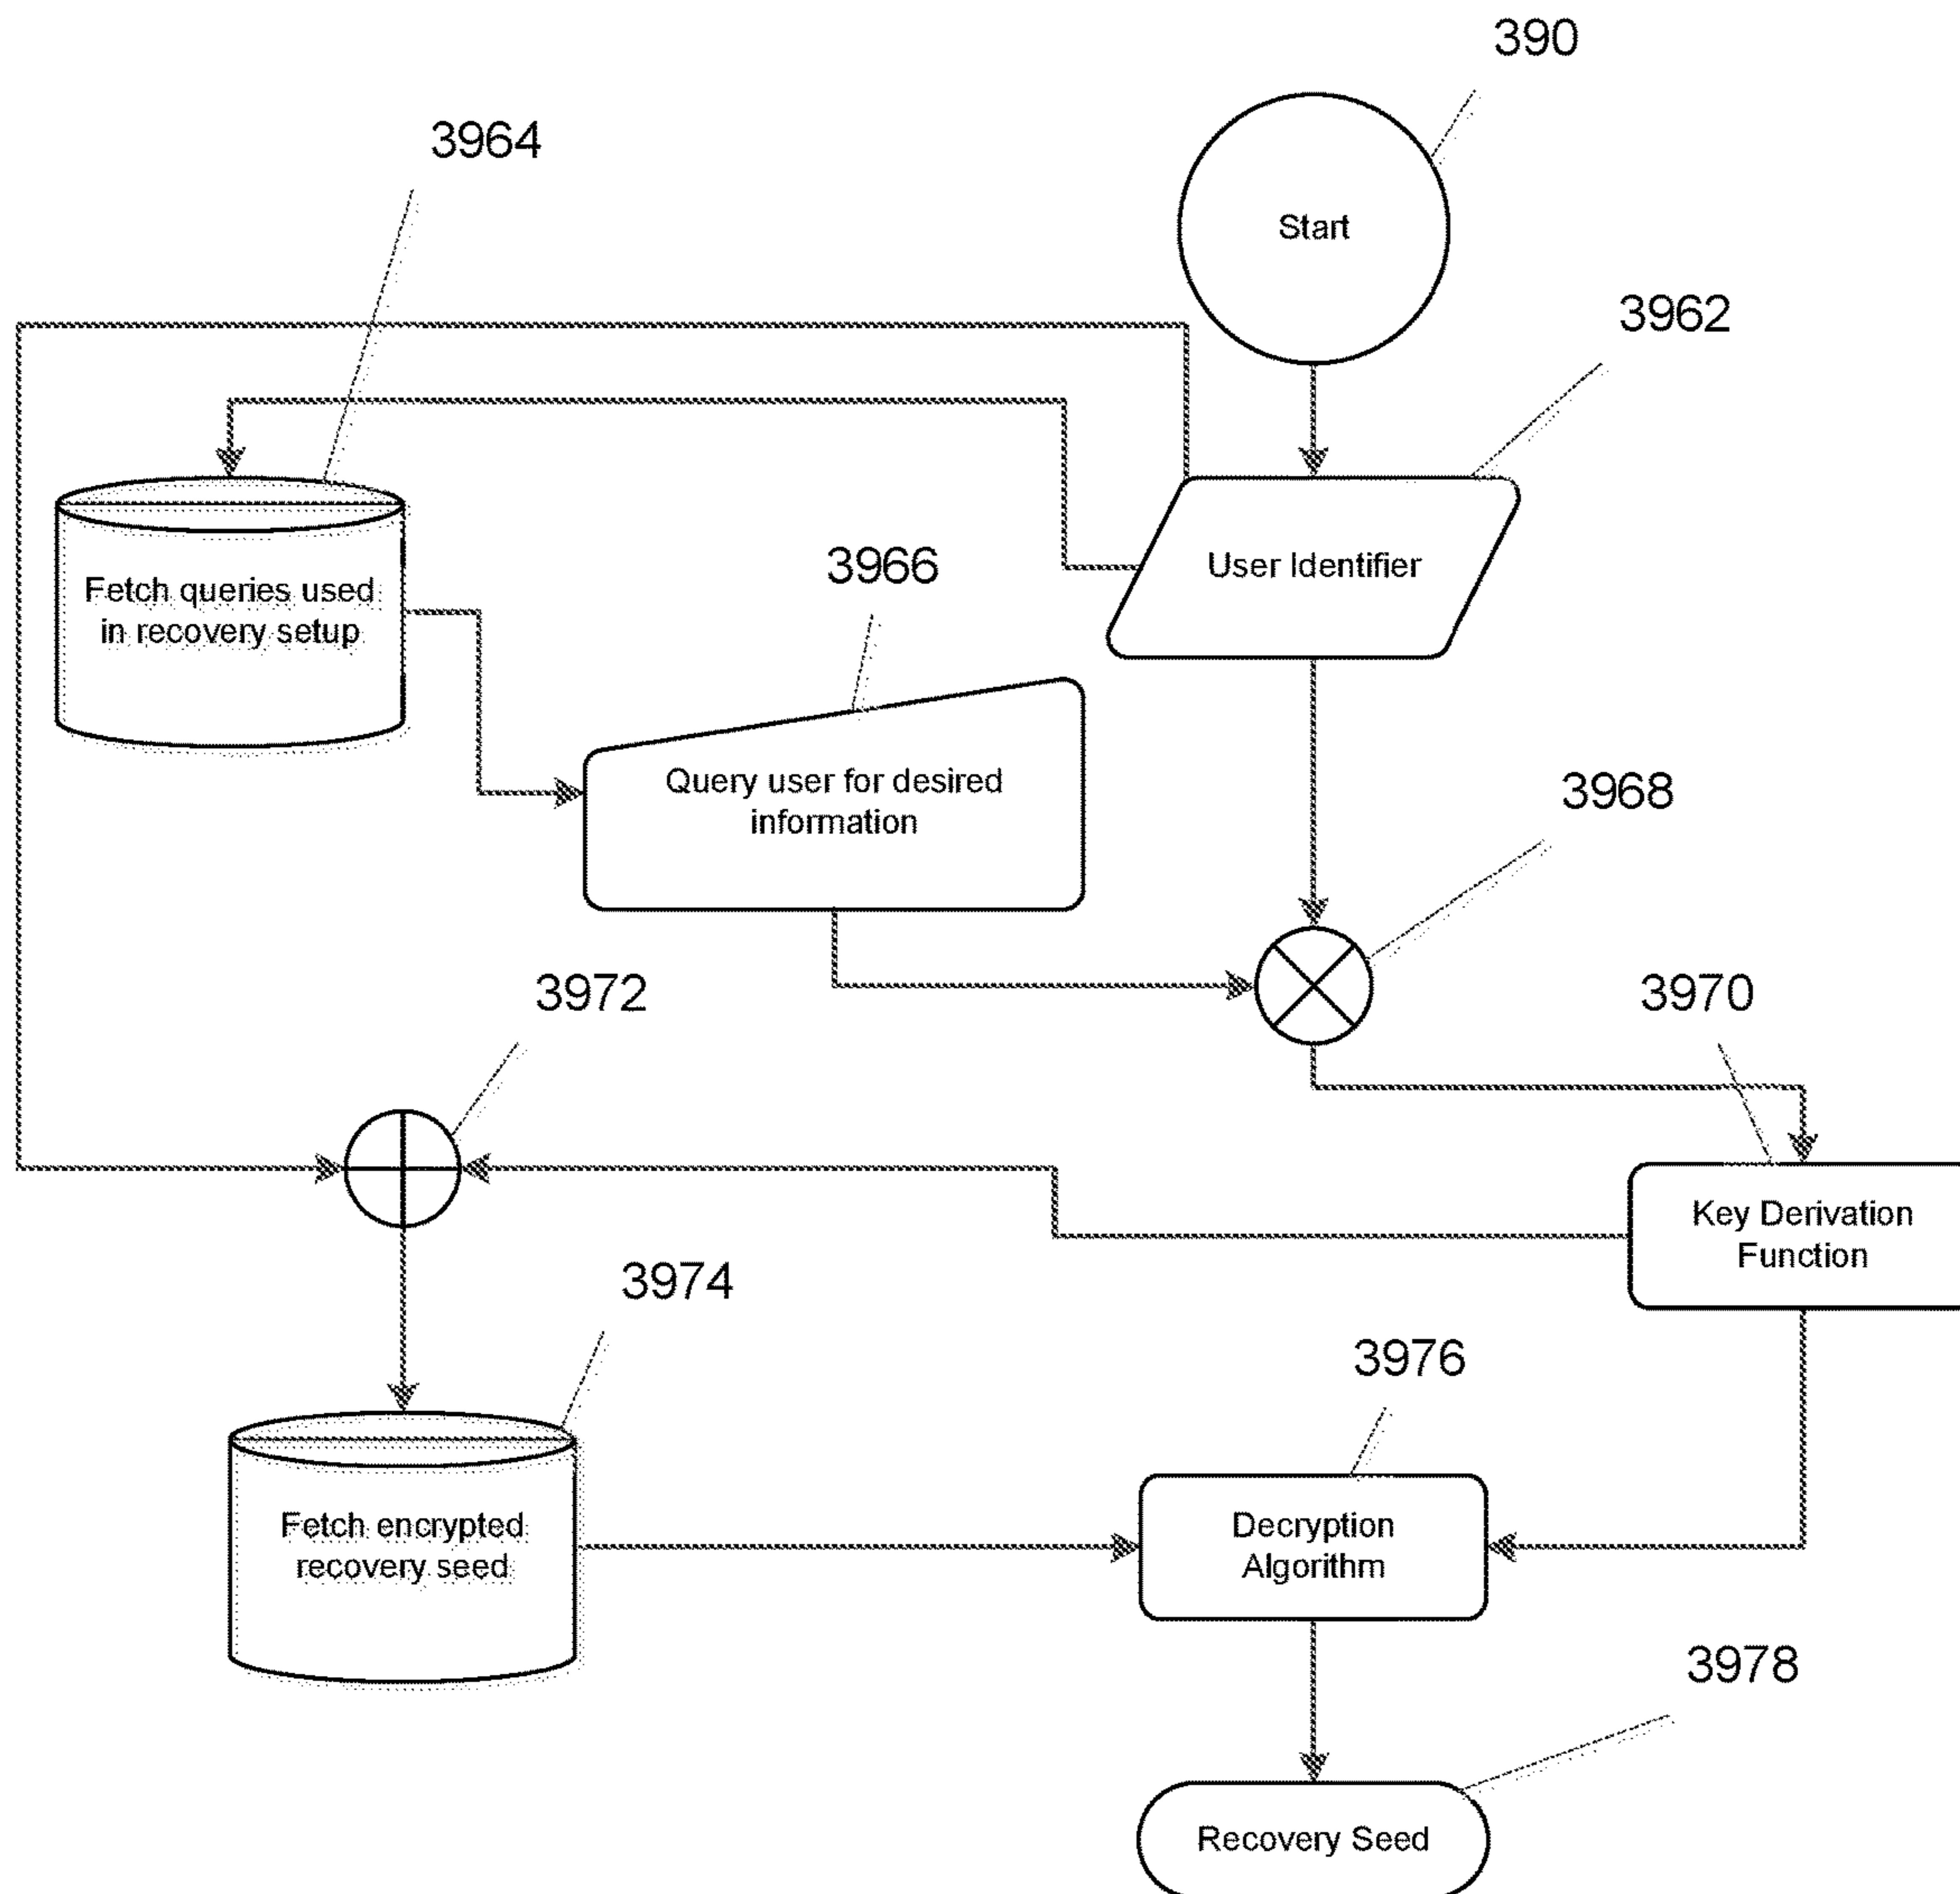 390
3964
Start
3962
3966
User Identifier
Fetch queries used
in recovery setup
Query user for desired
information
3968
3972
3970
Key Derivation
Function
3974
3976
Fetch encrypted
recovery seed
Decryption
Algorithm
3978
Recovery Seed